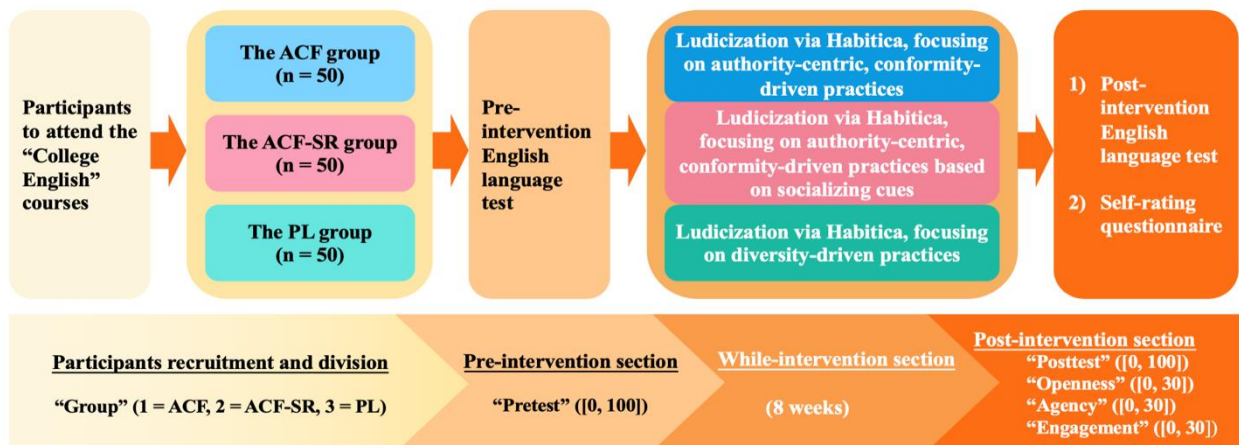 Participants
to attend the
“College
English”
courses
The ACF group
(n = 50)
The ACF-SR group
(n = 50)
The PL group
(n = 50)
Pre-
intervention
English
language
test
Ludicization via Habitica, focusing
on authority-centric, conformity-
driven practices
Ludicization via Habitica,
focusing on authority-centric,
conformity-driven practices based
on socializing cues
Ludicization via Habitica, focusing
on diversity-driven practices
1) Post-
intervention
English
language test
2) Self-rating
questionnaire
Participants recruitment and division
“Group” (1 = ACF, 2 = ACF-SR, 3 = PL)
Pre-intervention section
“Pretest” ([0, 100])
While-intervention section
(8 weeks)
Post-intervention section
“Posttest” ([0, 100])
“Openness” ([0, 30])
“Agency” ([0, 30])
“Engagement” ([0, 30])